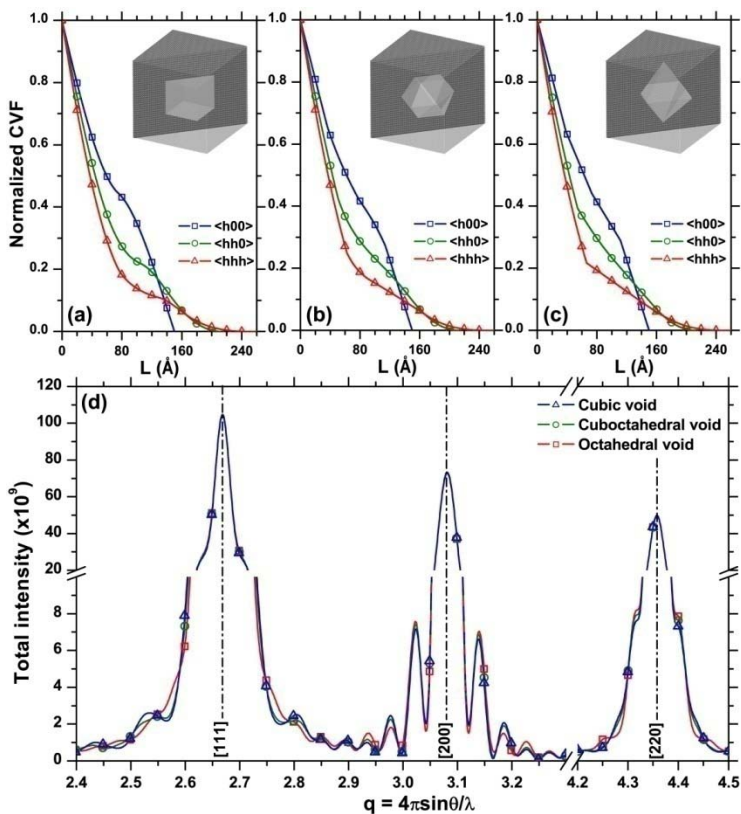 1.0
0.8
0.6
0.4
0.2
0.0
Normalized CVF
(a)
<h00>
<hh0>
<hhh>
0 80 160 240
L (Å)
1.0
0.8
0.6
0.4
0.2
0.0
(b)
<h00>
<hh0>
<hhh>
0 80 160 240
L (Å)
1.0
0.8
0.6
0.4
0.2
0.0
(c)
<h00>
<hh0>
<hhh>
0 80 160 240
L (Å)
(d)
Cubic void
Cuboctahedral void
Octahedral void
Total intensity (x10⁹)
120
100
80
60
40
20
8
6
4
2
0
[111]
[200]
[220]
2.4 2.5 2.6 2.7 2.8 2.9 3.0 3.1 3.2 4.2 4.3 4.4 4.5
q = 4πsinθ/λ